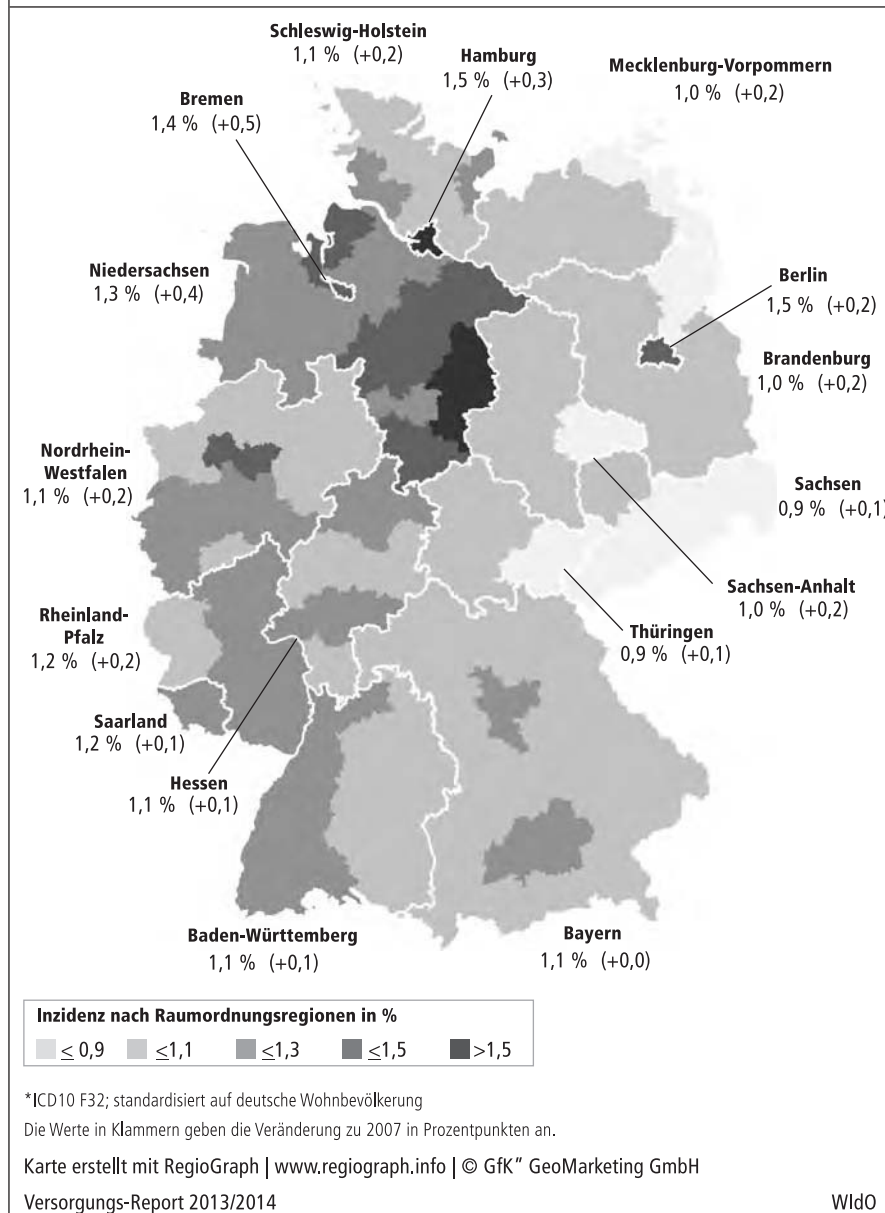 Schleswig-Holstein
1,1 % (+0,2)
Hamburg
1,5 % (+0,3)
Mecklenburg-Vorpommern
1,0 % (+0,2)
Bremen
1,4 % (+0,5)
Niedersachsen
1,3 % (+0,4)
Berlin
1,5 % (+0,2)
Brandenburg
1,0 % (+0,2)
Nordrhein-
Westfalen
1,1 % (+0,2)
Sachsen
0,9 % (+0,1)
Sachsen-Anhalt
1,0 % (+0,2)
Rheinland-
Pfalz
1,2 % (+0,2)
Thüringen
0,9 % (+0,1)
Saarland
1,2 % (+0,1)
Hessen
1,1 % (+0,1)
Baden-Württemberg
1,1 % (+0,1)
Bayern
1,1 % (+0,0)
Inzidenz nach Raumordnungsregionen in %
≤ 0,9 ≤1,1 ≤1,3 ≤1,5 >1,5
*ICD10 F32; standardisiert auf deutsche Wohnbevölkerung
Die Werte in Klammern geben die Veränderung zu 2007 in Prozentpunkten an.
Karte erstellt mit RegioGraph | www.regiograph.info | © GfK" GeoMarketing GmbH
Versorgungs-Report 2013/2014 WIdO